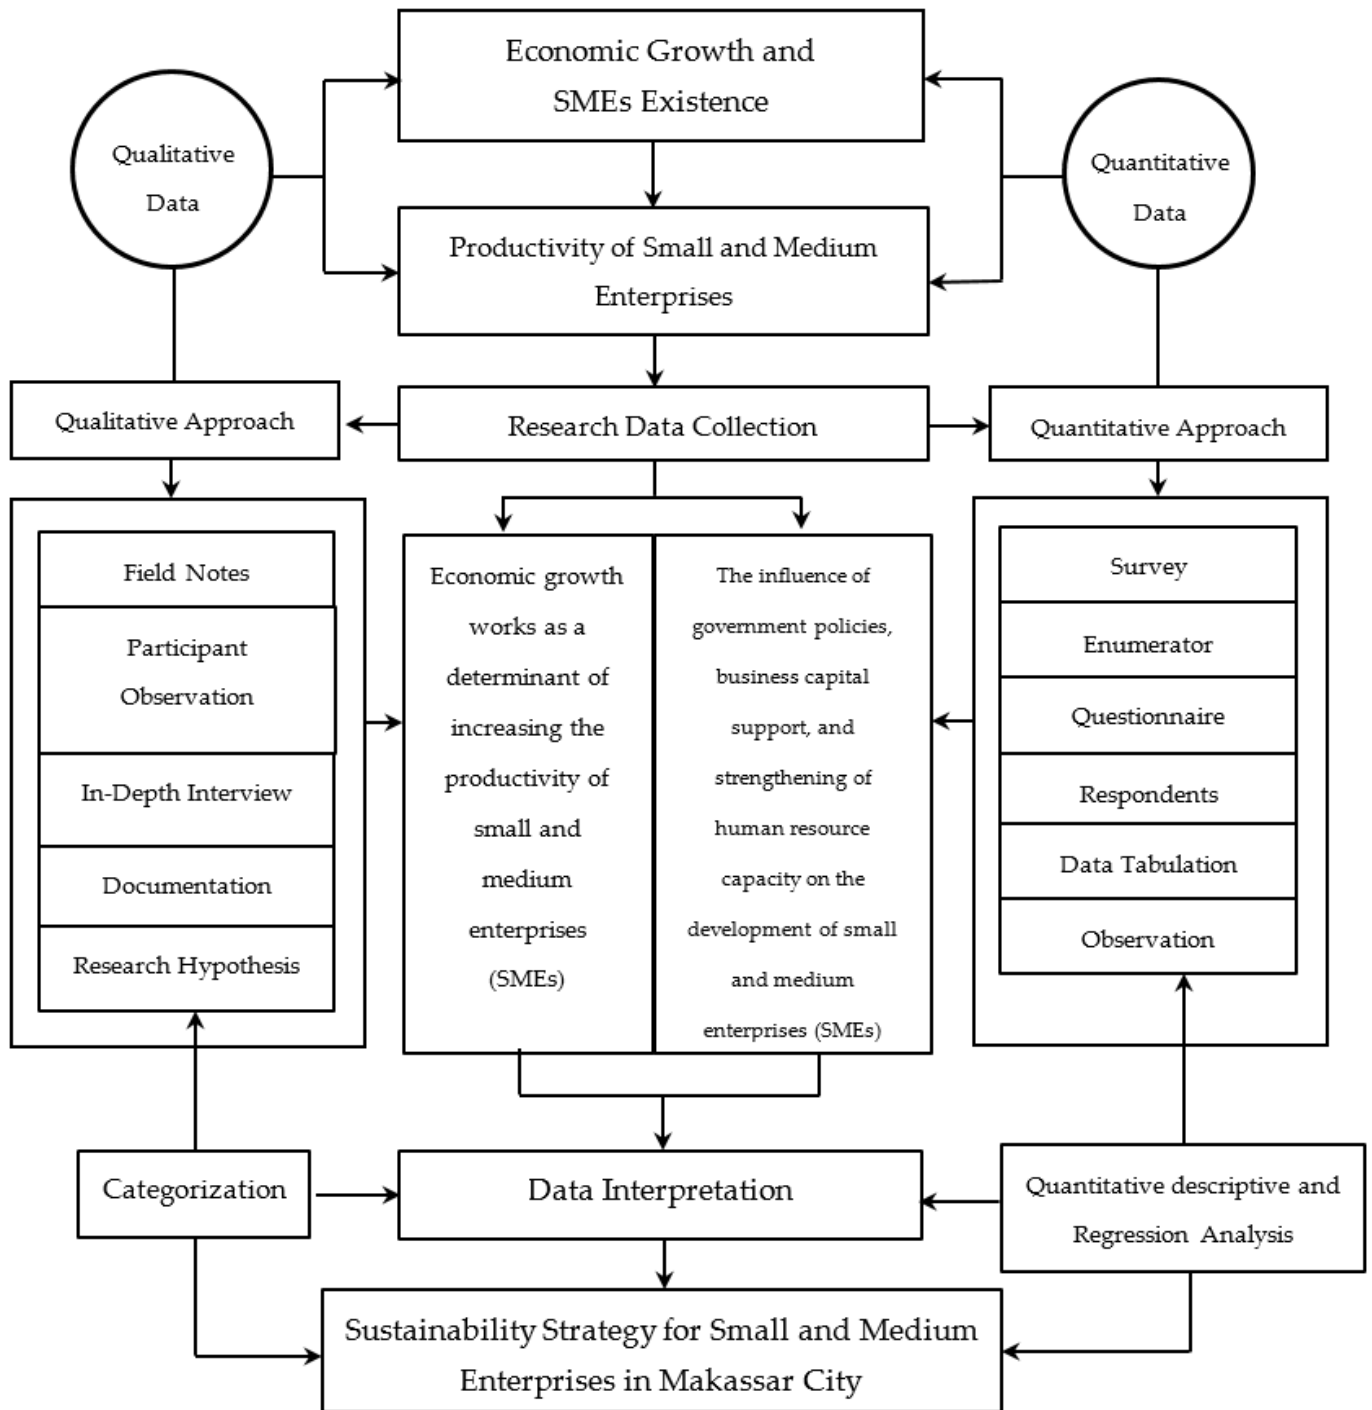 Economic Growth and
SMEs Existence
Qualitative
Data
Quantitative
Data
Productivity of Small and Medium
Enterprises
Qualitative Approach
Research Data Collection
Quantitative Approach
Field Notes
Participant
Observation
In-Depth Interview
Documentation
Research Hypothesis
Economic growth
works as a
determinant of
increasing the
productivity of
small and
medium
enterprises
(SMEs)
The influence of
government policies,
business capital
support, and
strengthening of
human resource
capacity on the
development of small
and medium
enterprises (SMEs)
Survey
Enumerator
Questionnaire
Respondents
Data Tabulation
Observation
Categorization
Data Interpretation
Quantitative descriptive and
Regression Analysis
Sustainability Strategy for Small and Medium
Enterprises in Makassar City